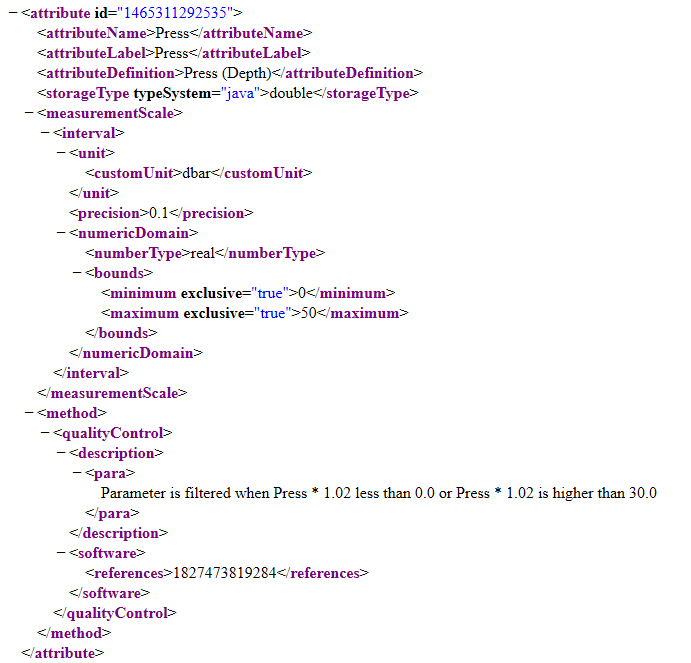 − <attribute id="1465311292535">
<attributeName>Press</attributeName>
<attributeLabel>Press</attributeLabel>
<attributeDefinition>Press (Depth)</attributeDefinition>
<storageType typeSystem="java">double</storageType>
− <measurementScale>
− <interval>
− <unit>
<customUnit>dbar</customUnit>
</unit>
<precision>0.1</precision>
− <numericDomain>
<numberType>real</numberType>
− <bounds>
<minimum exclusive="true">0</minimum>
<maximum exclusive="true">50</maximum>
</bounds>
</numericDomain>
</interval>
</measurementScale>
− <method>
− <qualityControl>
− <description>
− <para>
Parameter is filtered when Press * 1.02 less than 0.0 or Press * 1.02 is higher than 30.0
</para>
</description>
− <software>
<references>1827473819284</references>
</software>
</qualityControl>
</method>
</attribute>